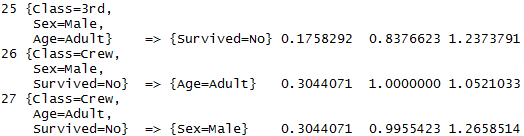 25 {Class=3rd,
Sex=Male,
Age=Adult} => {Survived=No} 0.1758292 0.8376623 1.2373791
26 {Class=Crew,
Sex=Male,
Survived=No} => {Age=Adult} 0.3044071 1.0000000 1.0521033
27 {Class=Crew,
Age=Adult,
Survived=No} => {Sex=Male} 0.3044071 0.9955423 1.2658514